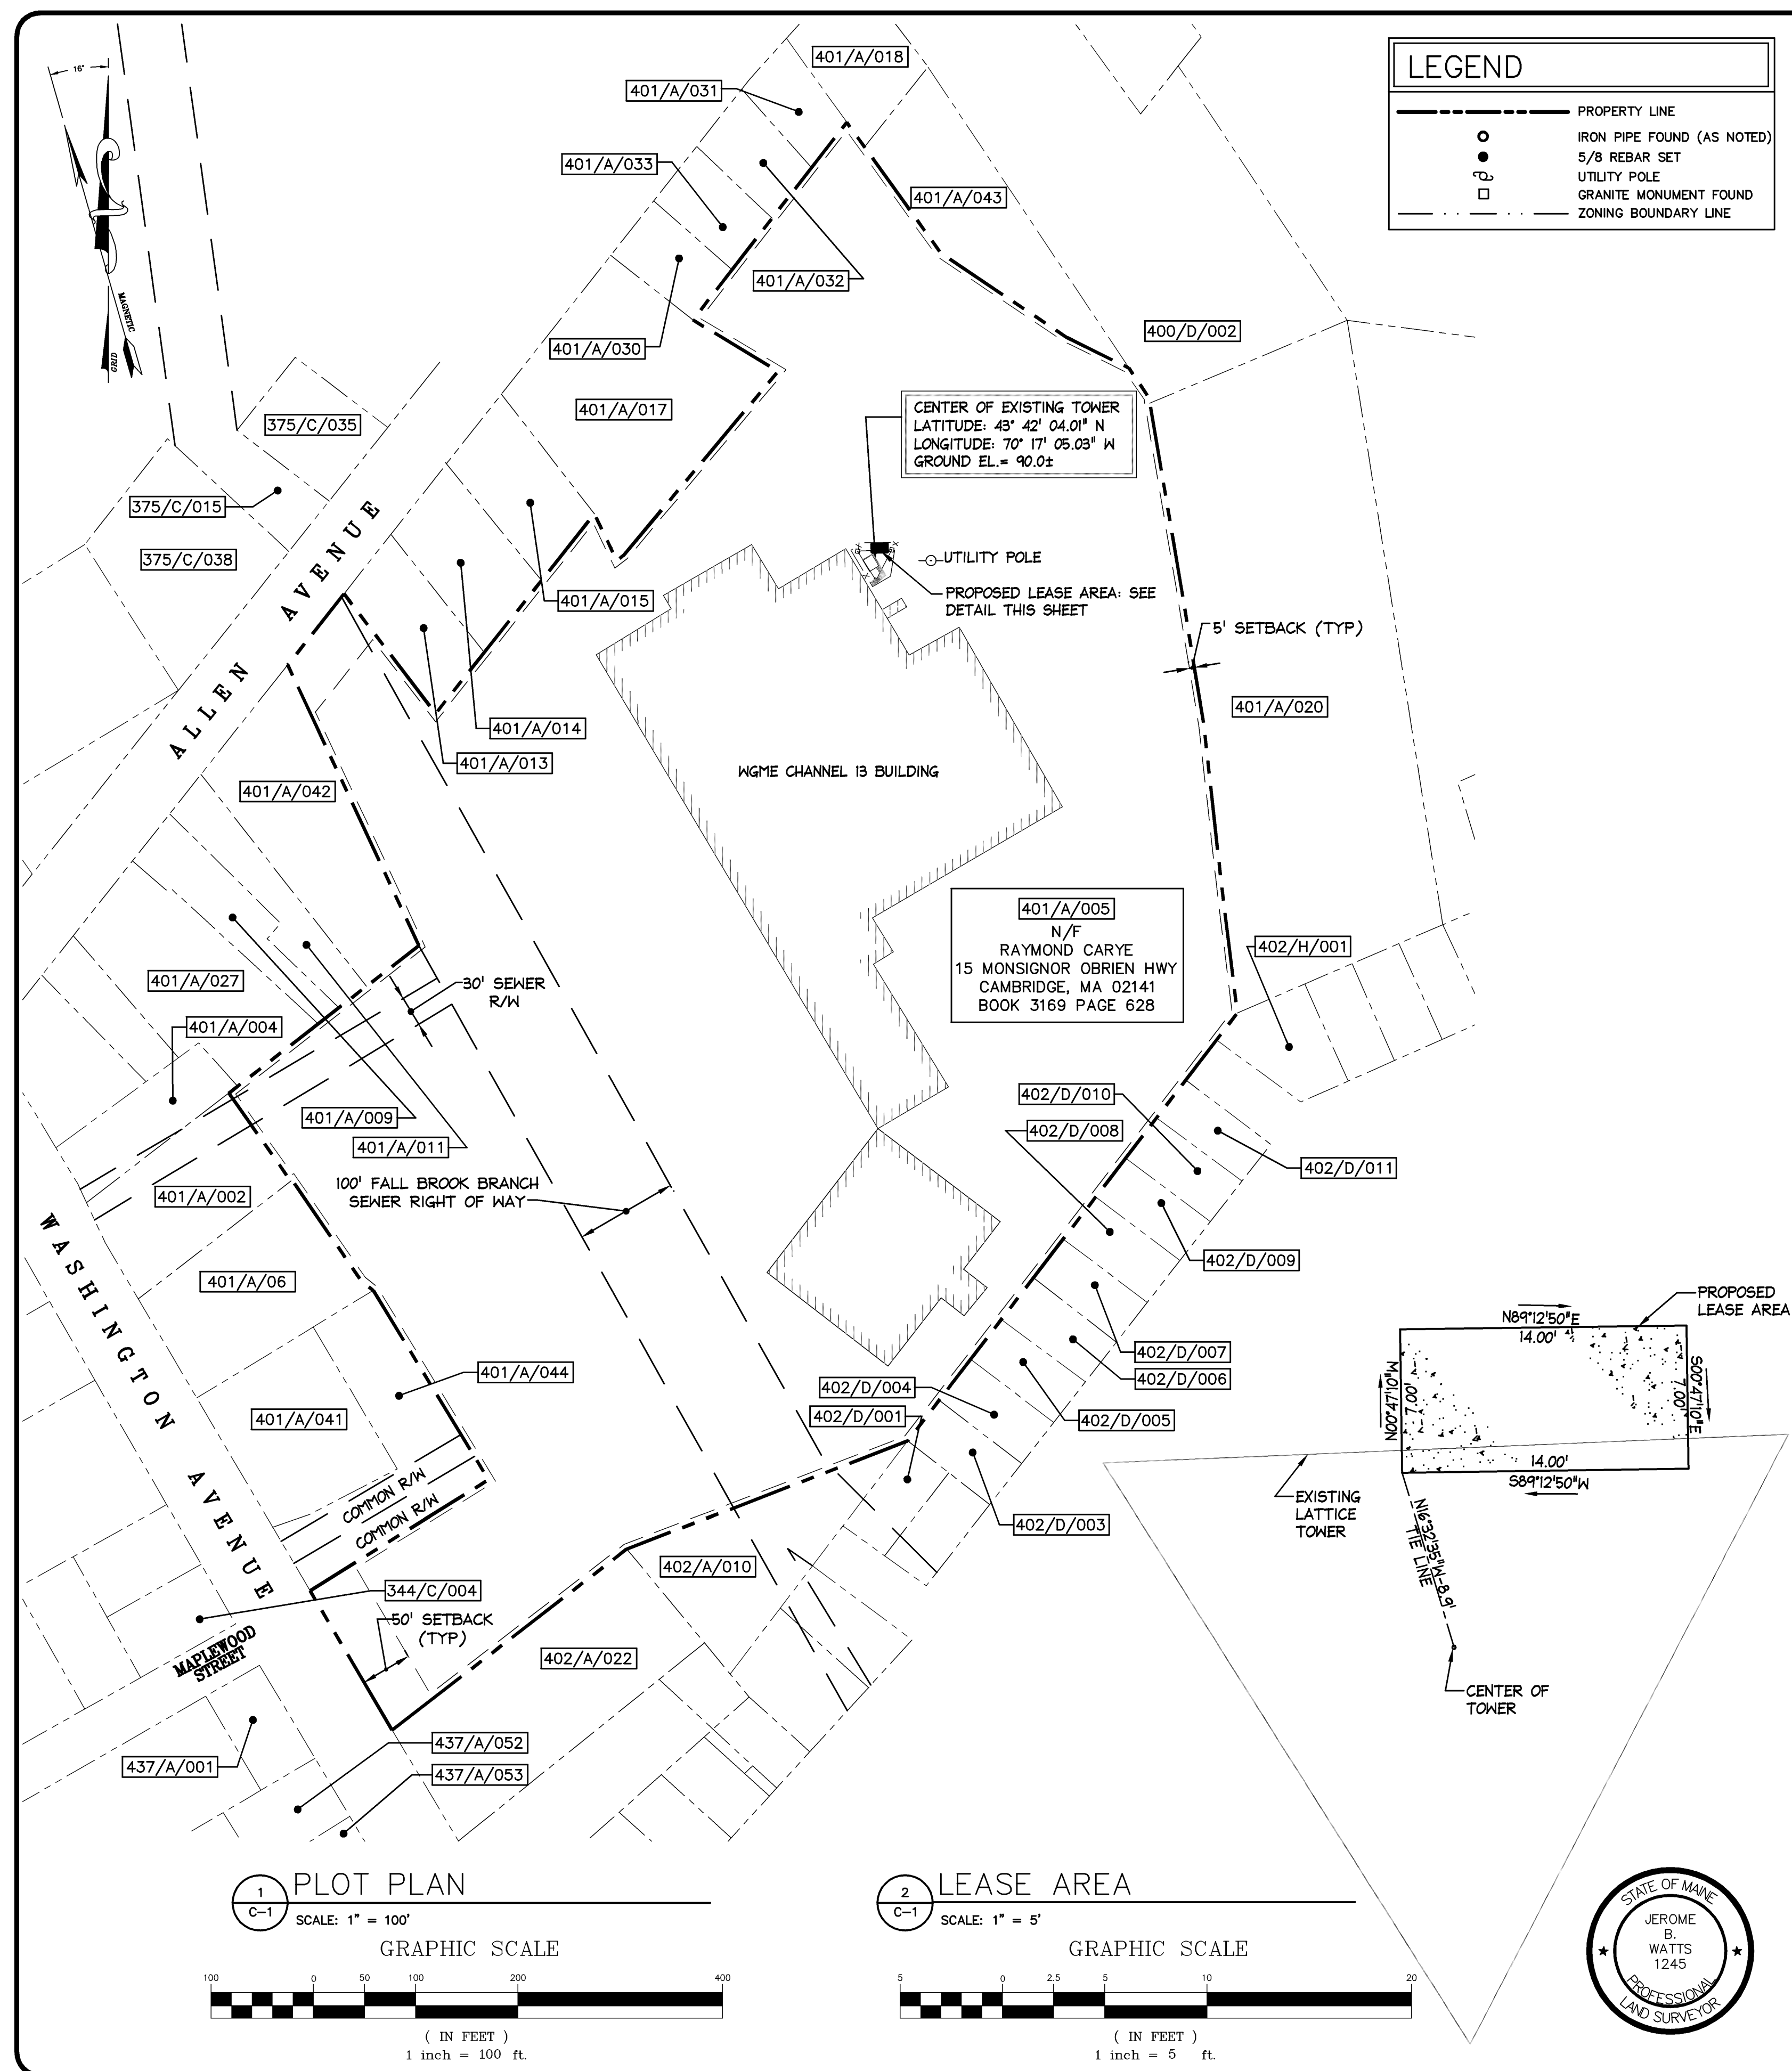 16°
MAGNETIC
GRID
401/A/018
401/A/031
401/A/033
401/A/043
401/A/032
401/A/030
400/D/002
401/A/017
375/C/035
375/C/015
375/C/038
ALLEN AVENUE
LEGEND
PROPERTY LINE
IRON PIPE FOUND (AS NOTED)
5/8 REBAR SET
UTILITY POLE
GRANITE MONUMENT FOUND
ZONING BOUNDARY LINE
CENTER OF EXISTING TOWER
LATITUDE: 43° 42' 04.01" N
LONGITUDE: 70° 17' 05.03" W
GROUND EL.= 90.0±
UTILITY POLE
PROPOSED LEASE AREA: SEE
DETAIL THIS SHEET
401/A/015
5' SETBACK (TYP)
401/A/020
401/A/014
401/A/013
401/A/042
WGME CHANNEL 13 BUILDING
401/A/005
N/F
RAYMOND CARYE
15 MONSIGNOR OBRIEN HWY
CAMBRIDGE, MA 02141
BOOK 3169 PAGE 628
402/H/001
401/A/027
30' SEWER
R/W
401/A/004
401/A/009
401/A/011
402/D/010
402/D/008
402/D/011
401/A/002
100' FALL BROOK BRANCH
SEWER RIGHT OF WAY
402/D/009
WASHINGTON AVENUE
401/A/06
401/A/044
401/A/041
COMMON R/W
COMMON R/W
402/D/007
402/D/006
402/D/004
402/D/001
402/D/005
402/D/003
402/A/010
344/C/004
50' SETBACK
(TYP)
MAPLEWOOD
STREET
402/A/022
437/A/001
437/A/052
437/A/053
PROPOSED
LEASE AREA
N89°12'50"E
14.00'
N00°47'10"W
7.00'
S00°47'10"E
7.00'
14.00'
S89°12'50"W
EXISTING
LATTICE
TOWER
N16°32'35"W-8.9'
TIE LINE
CENTER OF
TOWER
1
C-1
PLOT PLAN
SCALE: 1" = 100'
GRAPHIC SCALE
100 0 50 100 200 400
( IN FEET )
1 inch = 100 ft.
2
C-1
LEASE AREA
SCALE: 1" = 5'
GRAPHIC SCALE
5 0 2.5 5 10 20
( IN FEET )
1 inch = 5 ft.
STATE OF MAINE
JEROME
B.
WATTS
1245
PROFESSIONAL
LAND SURVEYOR